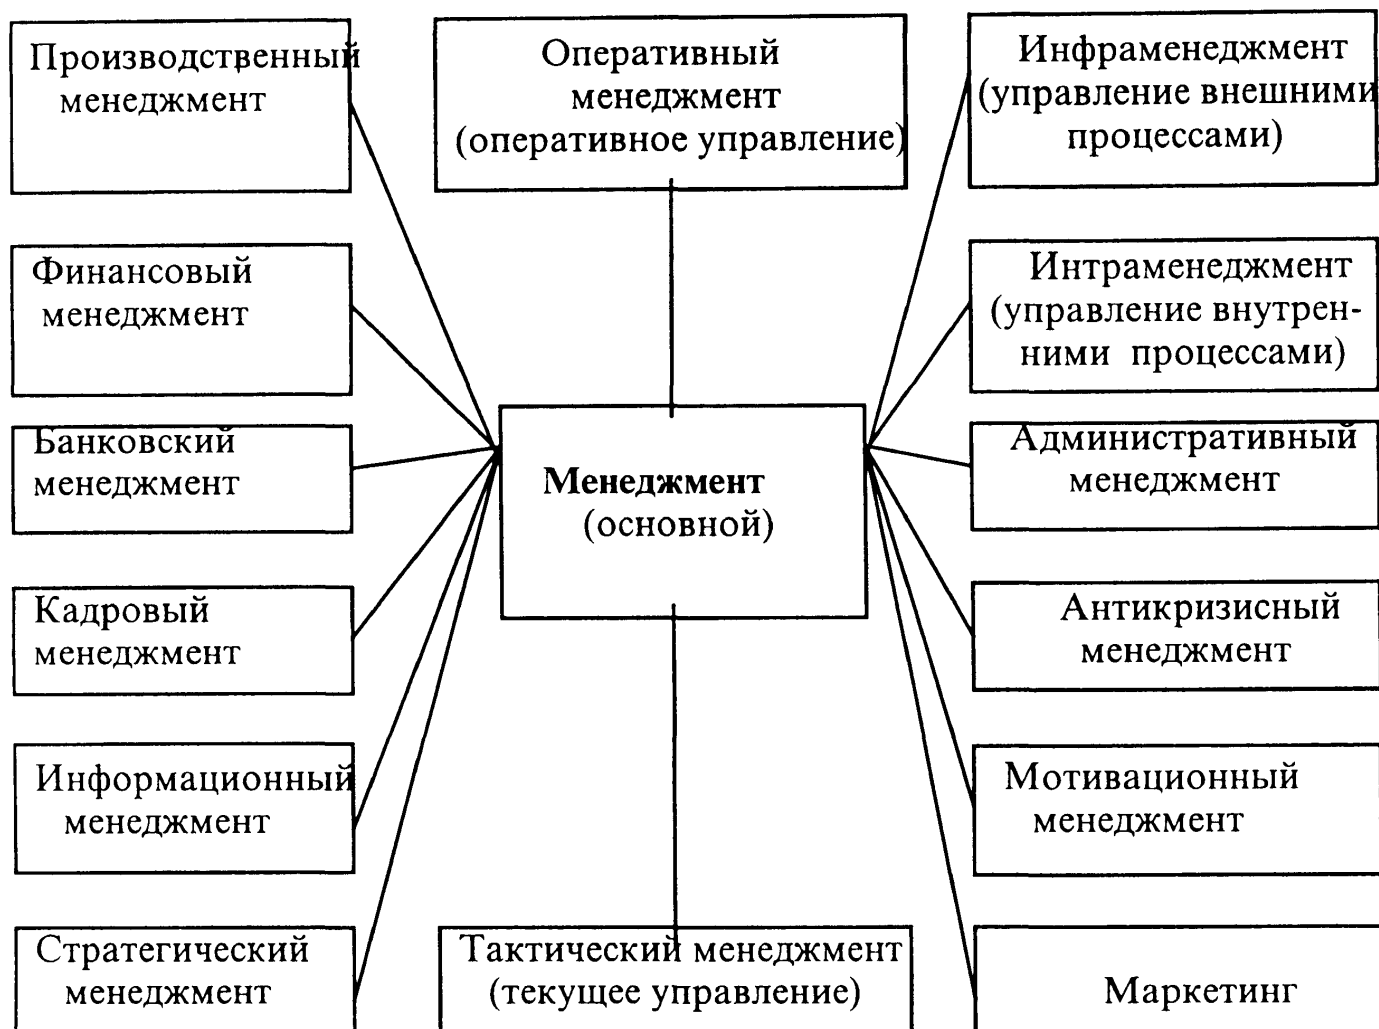 Производственный
менеджмент
Оперативный
менеджмент
(оперативное управление)
Инфраменеджмент
(управление внешними
процессами)
Финансовый
менеджмент
Интраменеджмент
(управление внутрен-
ними процессами)
Банковский
менеджмент
Менеджмент
(основной)
Административный
менеджмент
Кадровый
менеджмент
Антикризисный
менеджмент
Информационный
менеджмент
Мотивационный
менеджмент
Стратегический
менеджмент
Тактический менеджмент
(текущее управление)
Маркетинг